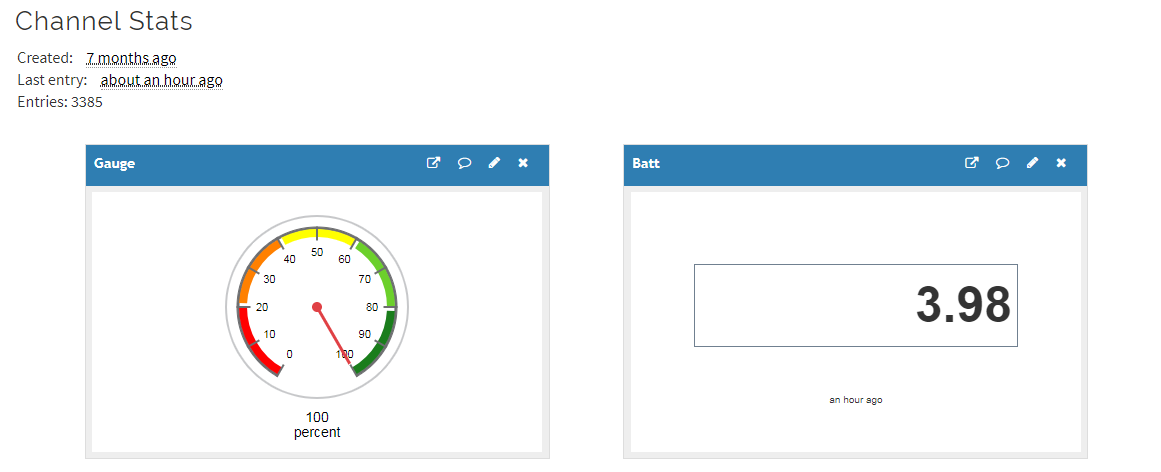 Channel Stats
Created: 7 months ago
Last entry: about an hour ago
Entries: 3385
Gauge
50
40 60
30 70
20 80
10 90
0 100
100
percent
Batt
3.98
an hour ago